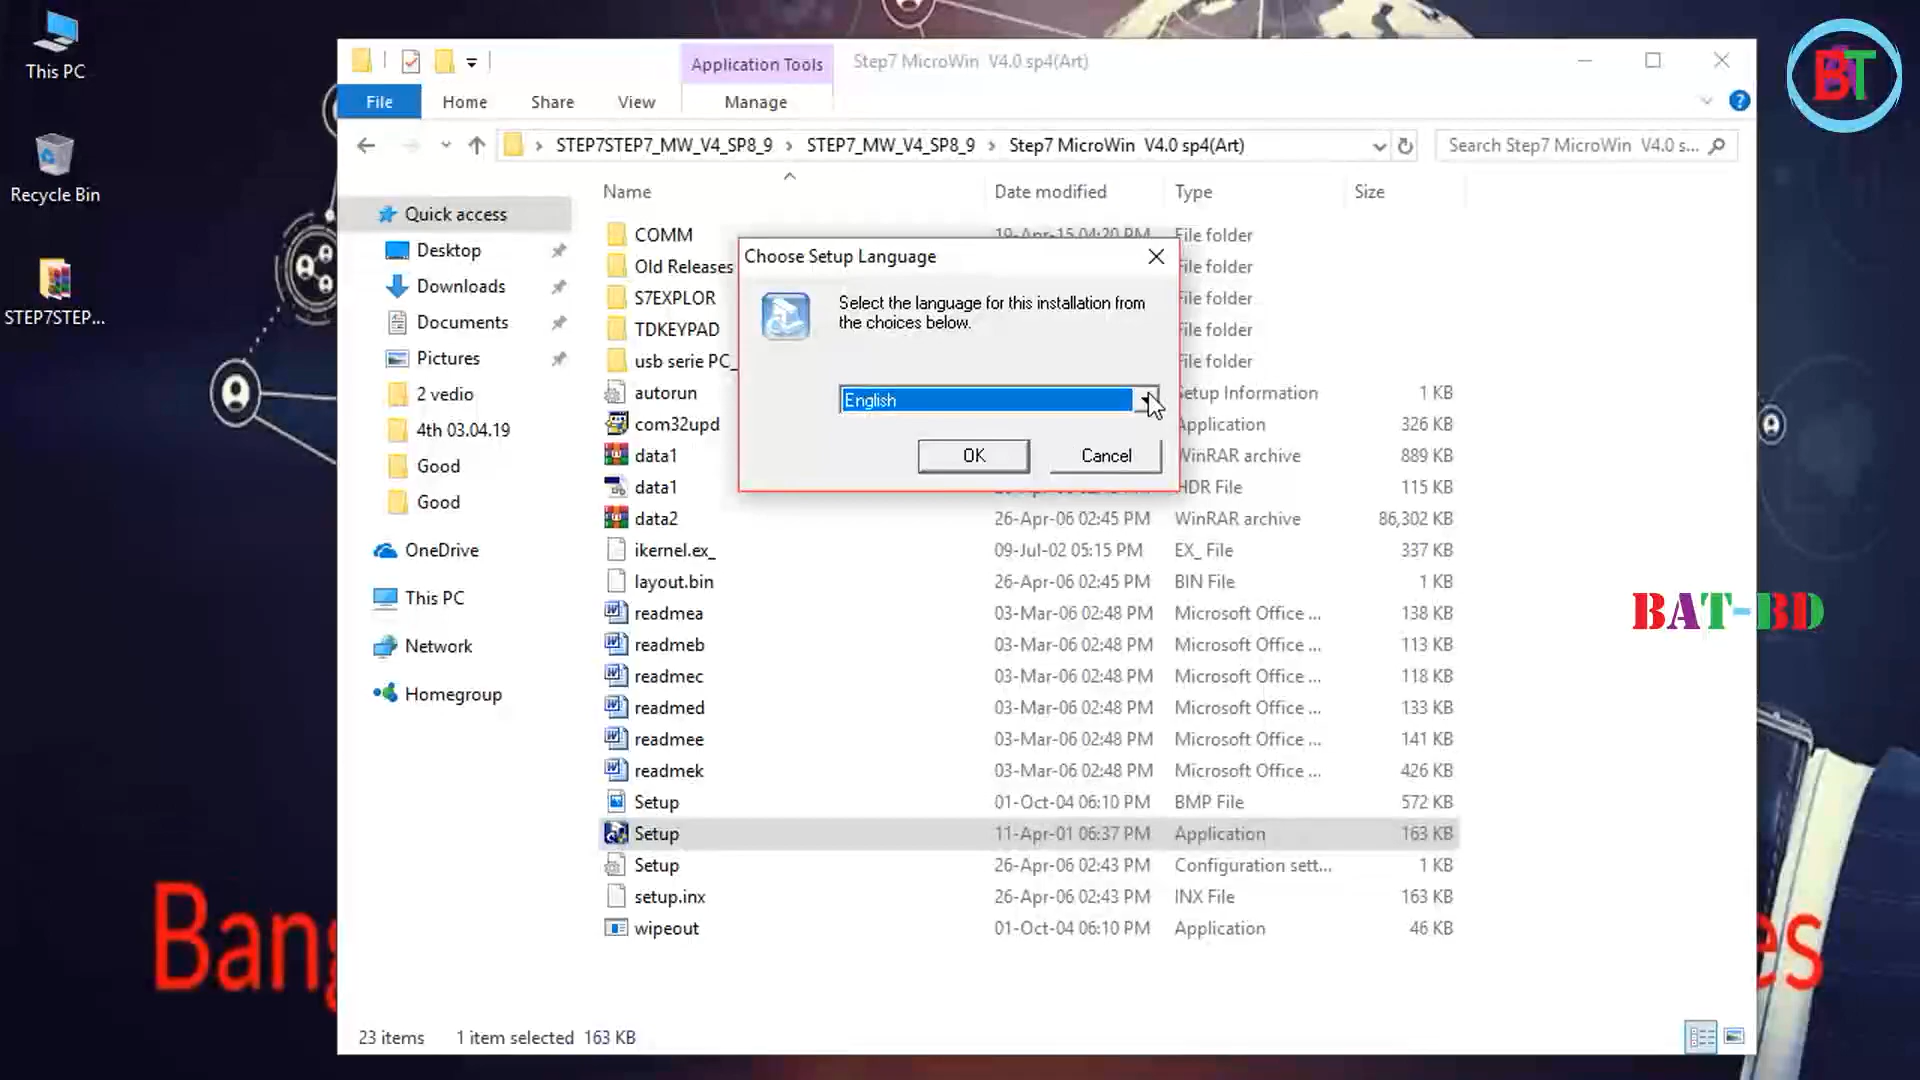 This PC
Recycle Bin
STEP7STEP...
Application Tools
Step7 MicroWin V4.0 sp4(Art)
File
Home
Share
View
Manage
STEP7STEP7_MW_V4_SP8_9
STEP7_MW_V4_SP8_9
Step7 MicroWin V4.0 sp4(Art)
Search Step7 MicroWin V4.0 s...
BT
Quick access
Desktop
Downloads
Documents
Pictures
2 vedio
4th 03.04.19
Good
Good
OneDrive
This PC
Network
Homegroup
Name Date modified Type Size
COMM 19-Apr-15 04:20 PM File folder
Old Releases File folder
S7EXPLOR File folder
TDKEYPAD File folder
usb serie PC_ File folder
autorun Setup Information 1 KB
com32upd Application 326 KB
data1 WinRAR archive 889 KB
data1 HDR File 115 KB
data2 26-Apr-06 02:45 PM WinRAR archive 86,302 KB
ikernel.ex_ 09-Jul-02 05:15 PM EX_ File 337 KB
layout.bin 26-Apr-06 02:45 PM BIN File 1 KB
readmea 03-Mar-06 02:48 PM Microsoft Office ... 138 KB
readmeb 03-Mar-06 02:48 PM Microsoft Office ... 113 KB
readmec 03-Mar-06 02:48 PM Microsoft Office ... 118 KB
readmed 03-Mar-06 02:48 PM Microsoft Office ... 133 KB
readmee 03-Mar-06 02:48 PM Microsoft Office ... 141 KB
readmek 03-Mar-06 02:48 PM Microsoft Office ... 426 KB
Setup 01-Oct-04 06:10 PM BMP File 572 KB
Setup 11-Apr-01 06:37 PM Application 163 KB
Setup 26-Apr-06 02:43 PM Configuration sett... 1 KB
setup.inx 26-Apr-06 02:43 PM INX File 163 KB
wipeout 01-Oct-04 06:10 PM Application 46 KB
Choose Setup Language
Select the language for this installation from
the choices below.
English
OK
Cancel
BAT-BD
Bang
es
23 items 1 item selected 163 KB